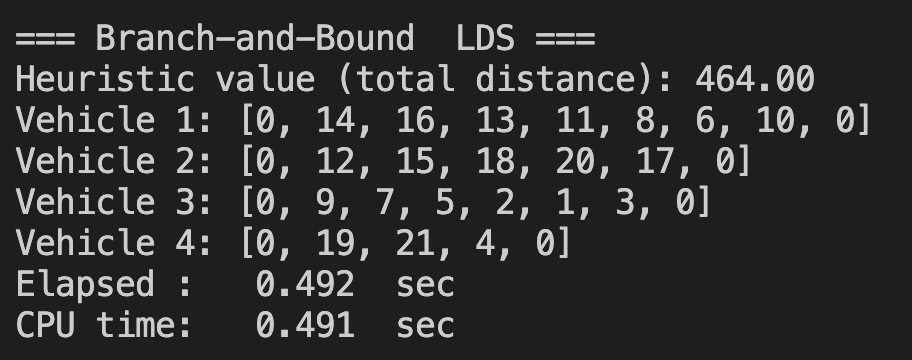 === Branch-and-Bound  LDS ===
Heuristic value (total distance): 464.00
Vehicle 1: [0, 14, 16, 13, 11, 8, 6, 10, 0]
Vehicle 2: [0, 12, 15, 18, 20, 17, 0]
Vehicle 3: [0, 9, 7, 5, 2, 1, 3, 0]
Vehicle 4: [0, 19, 21, 4, 0]
Elapsed :   0.492  sec
CPU time:   0.491  sec